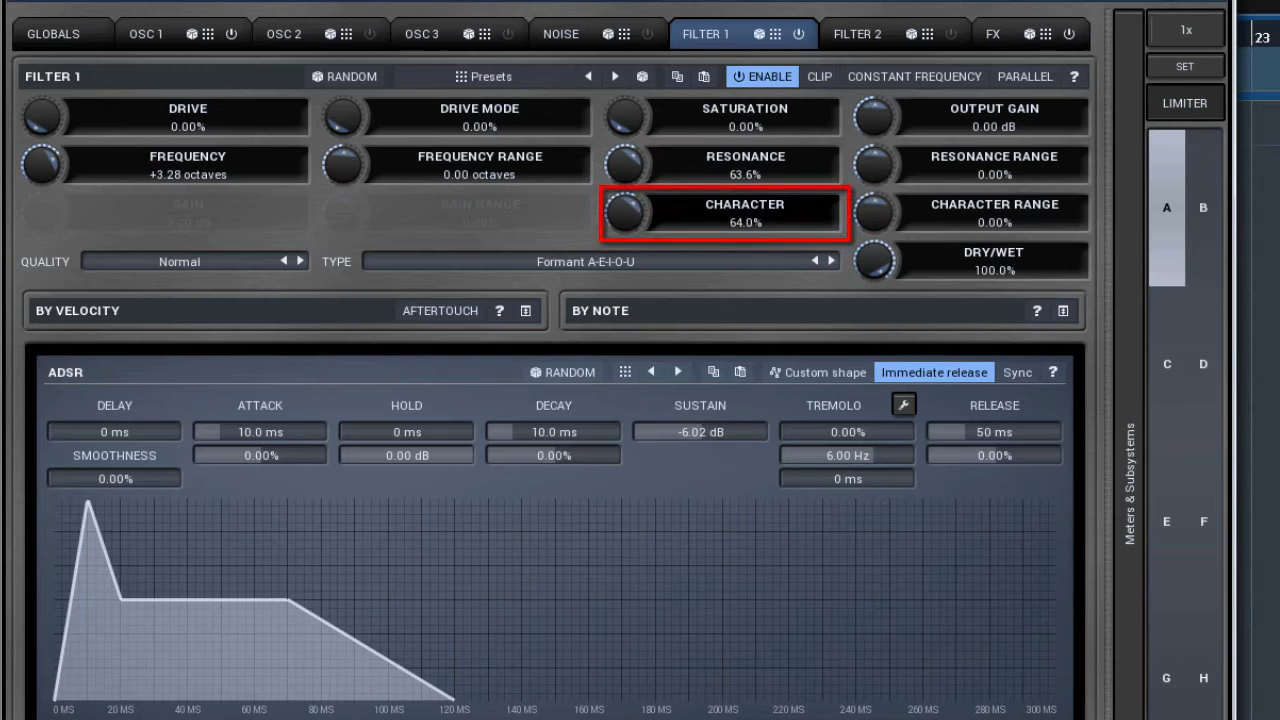 GLOBALS OSC 1 OSC 2 OSC 3 NOISE FILTER 1 FILTER 2 FX 1x 23
FILTER 1 RANDOM Presets ENABLE CLIP CONSTANT FREQUENCY PARALLEL ? SET
LIMITER
DRIVE DRIVE MODE SATURATION OUTPUT GAIN
0.00% 0.00% 0.00% 0.00 dB
FREQUENCY FREQUENCY RANGE RESONANCE RESONANCE RANGE
+3.28 octaves 0.00 octaves 63.6% 0.00%
GAIN GAIN RANGE CHARACTER CHARACTER RANGE A B
64.0% 0.00%
DRY/WET
QUALITY Normal TYPE Formant A-E-I-O-U 100.0%
BY VELOCITY AFTERTOUCH ? BY NOTE ?
C D
ADSR RANDOM Custom shape Immediate release Sync ?
DELAY ATTACK HOLD DECAY SUSTAIN TREMOLO RELEASE
0 ms 10.0 ms 0 ms 10.0 ms -6.02 dB 0.00% 50 ms
SMOOTHNESS 0.00% 0.00 dB 0.00% 6.00 Hz 0.00%
0.00% 0 ms
Meters & Subsystems
E F
G H
0 MS 20 MS 40 MS 60 MS 80 MS 100 MS 120 MS 140 MS 160 MS 180 MS 200 MS 220 MS 240 MS 260 MS 280 MS 300 MS